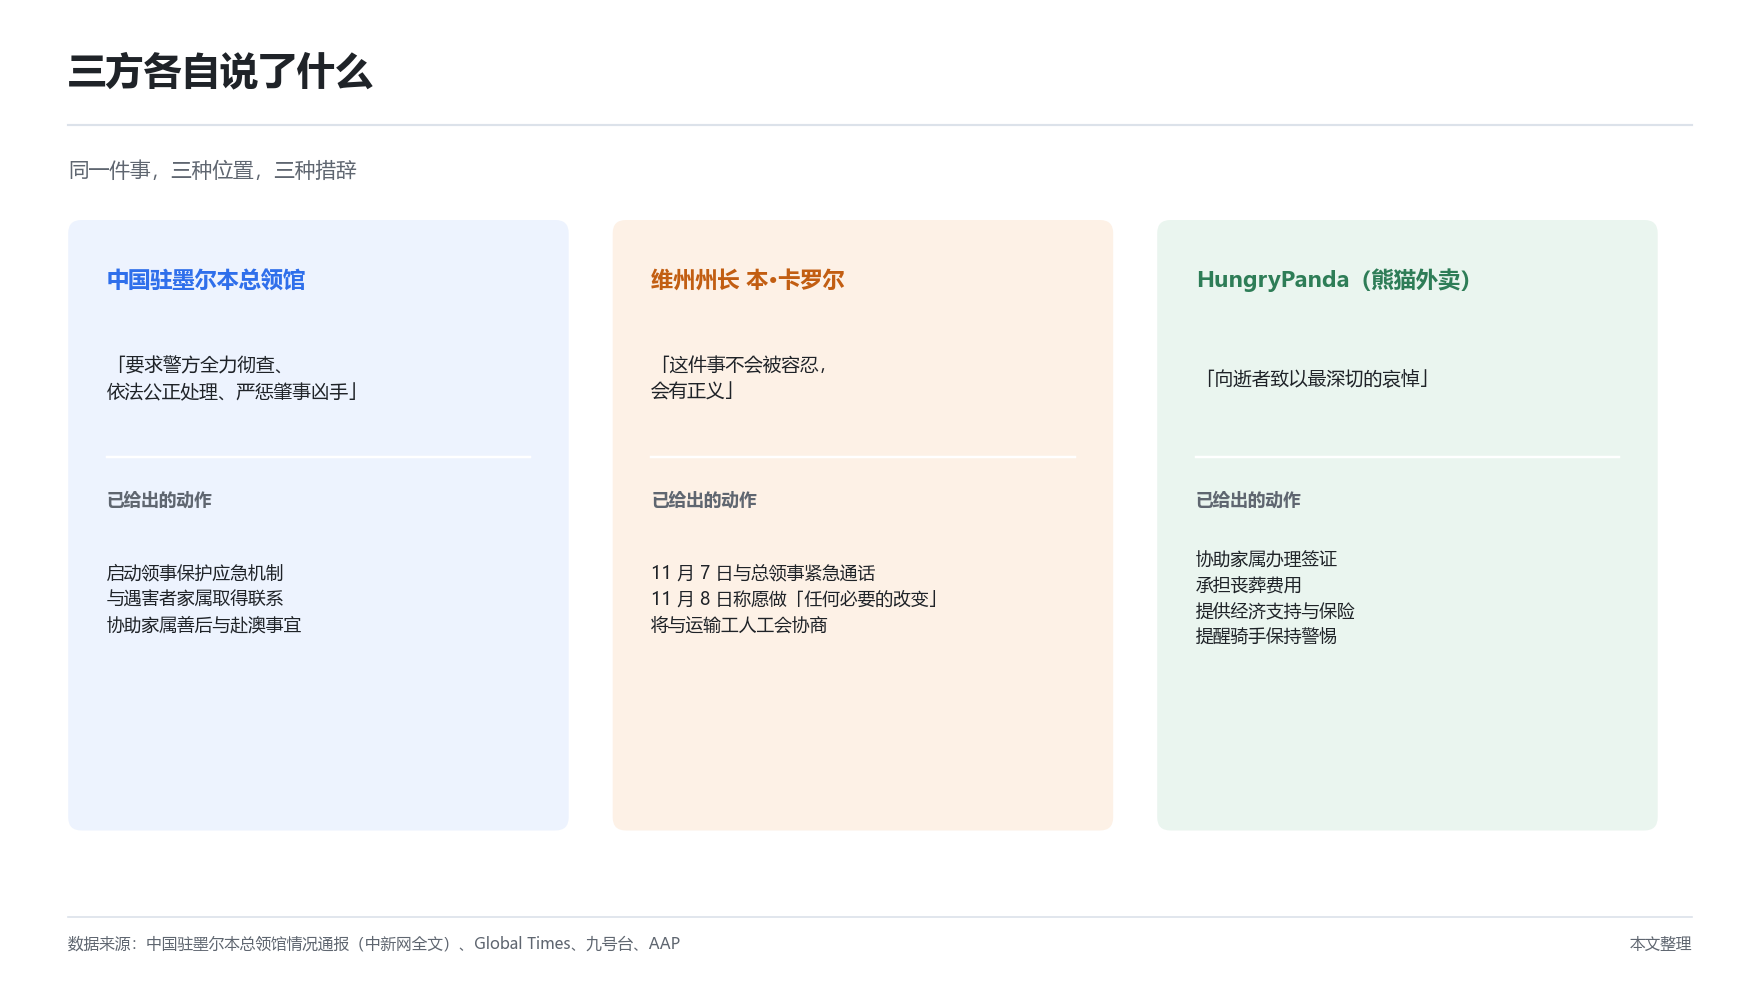 三方各自说了什么
同一件事，三种位置，三种措辞
中国驻墨尔本总领馆
「要求警方全力彻查、
依法公正处理、严惩肇事凶手」
已给出的动作
启动领事保护应急机制
与遇害者家属取得联系
协助家属善后与赴澳事宜
维州州长 本·卡罗尔
「这件事不会被容忍，
会有正义」
已给出的动作
11 月 7 日与总领事紧急通话
11 月 8 日称愿做「任何必要的改变」
将与运输工人工会协商
HungryPanda（熊猫外卖）
「向逝者致以最深切的哀悼」
已给出的动作
协助家属办理签证
承担丧葬费用
提供经济支持与保险
提醒骑手保持警惕
数据来源：中国驻墨尔本总领馆情况通报（中新网全文）、Global Times、九号台、AAP
本文整理